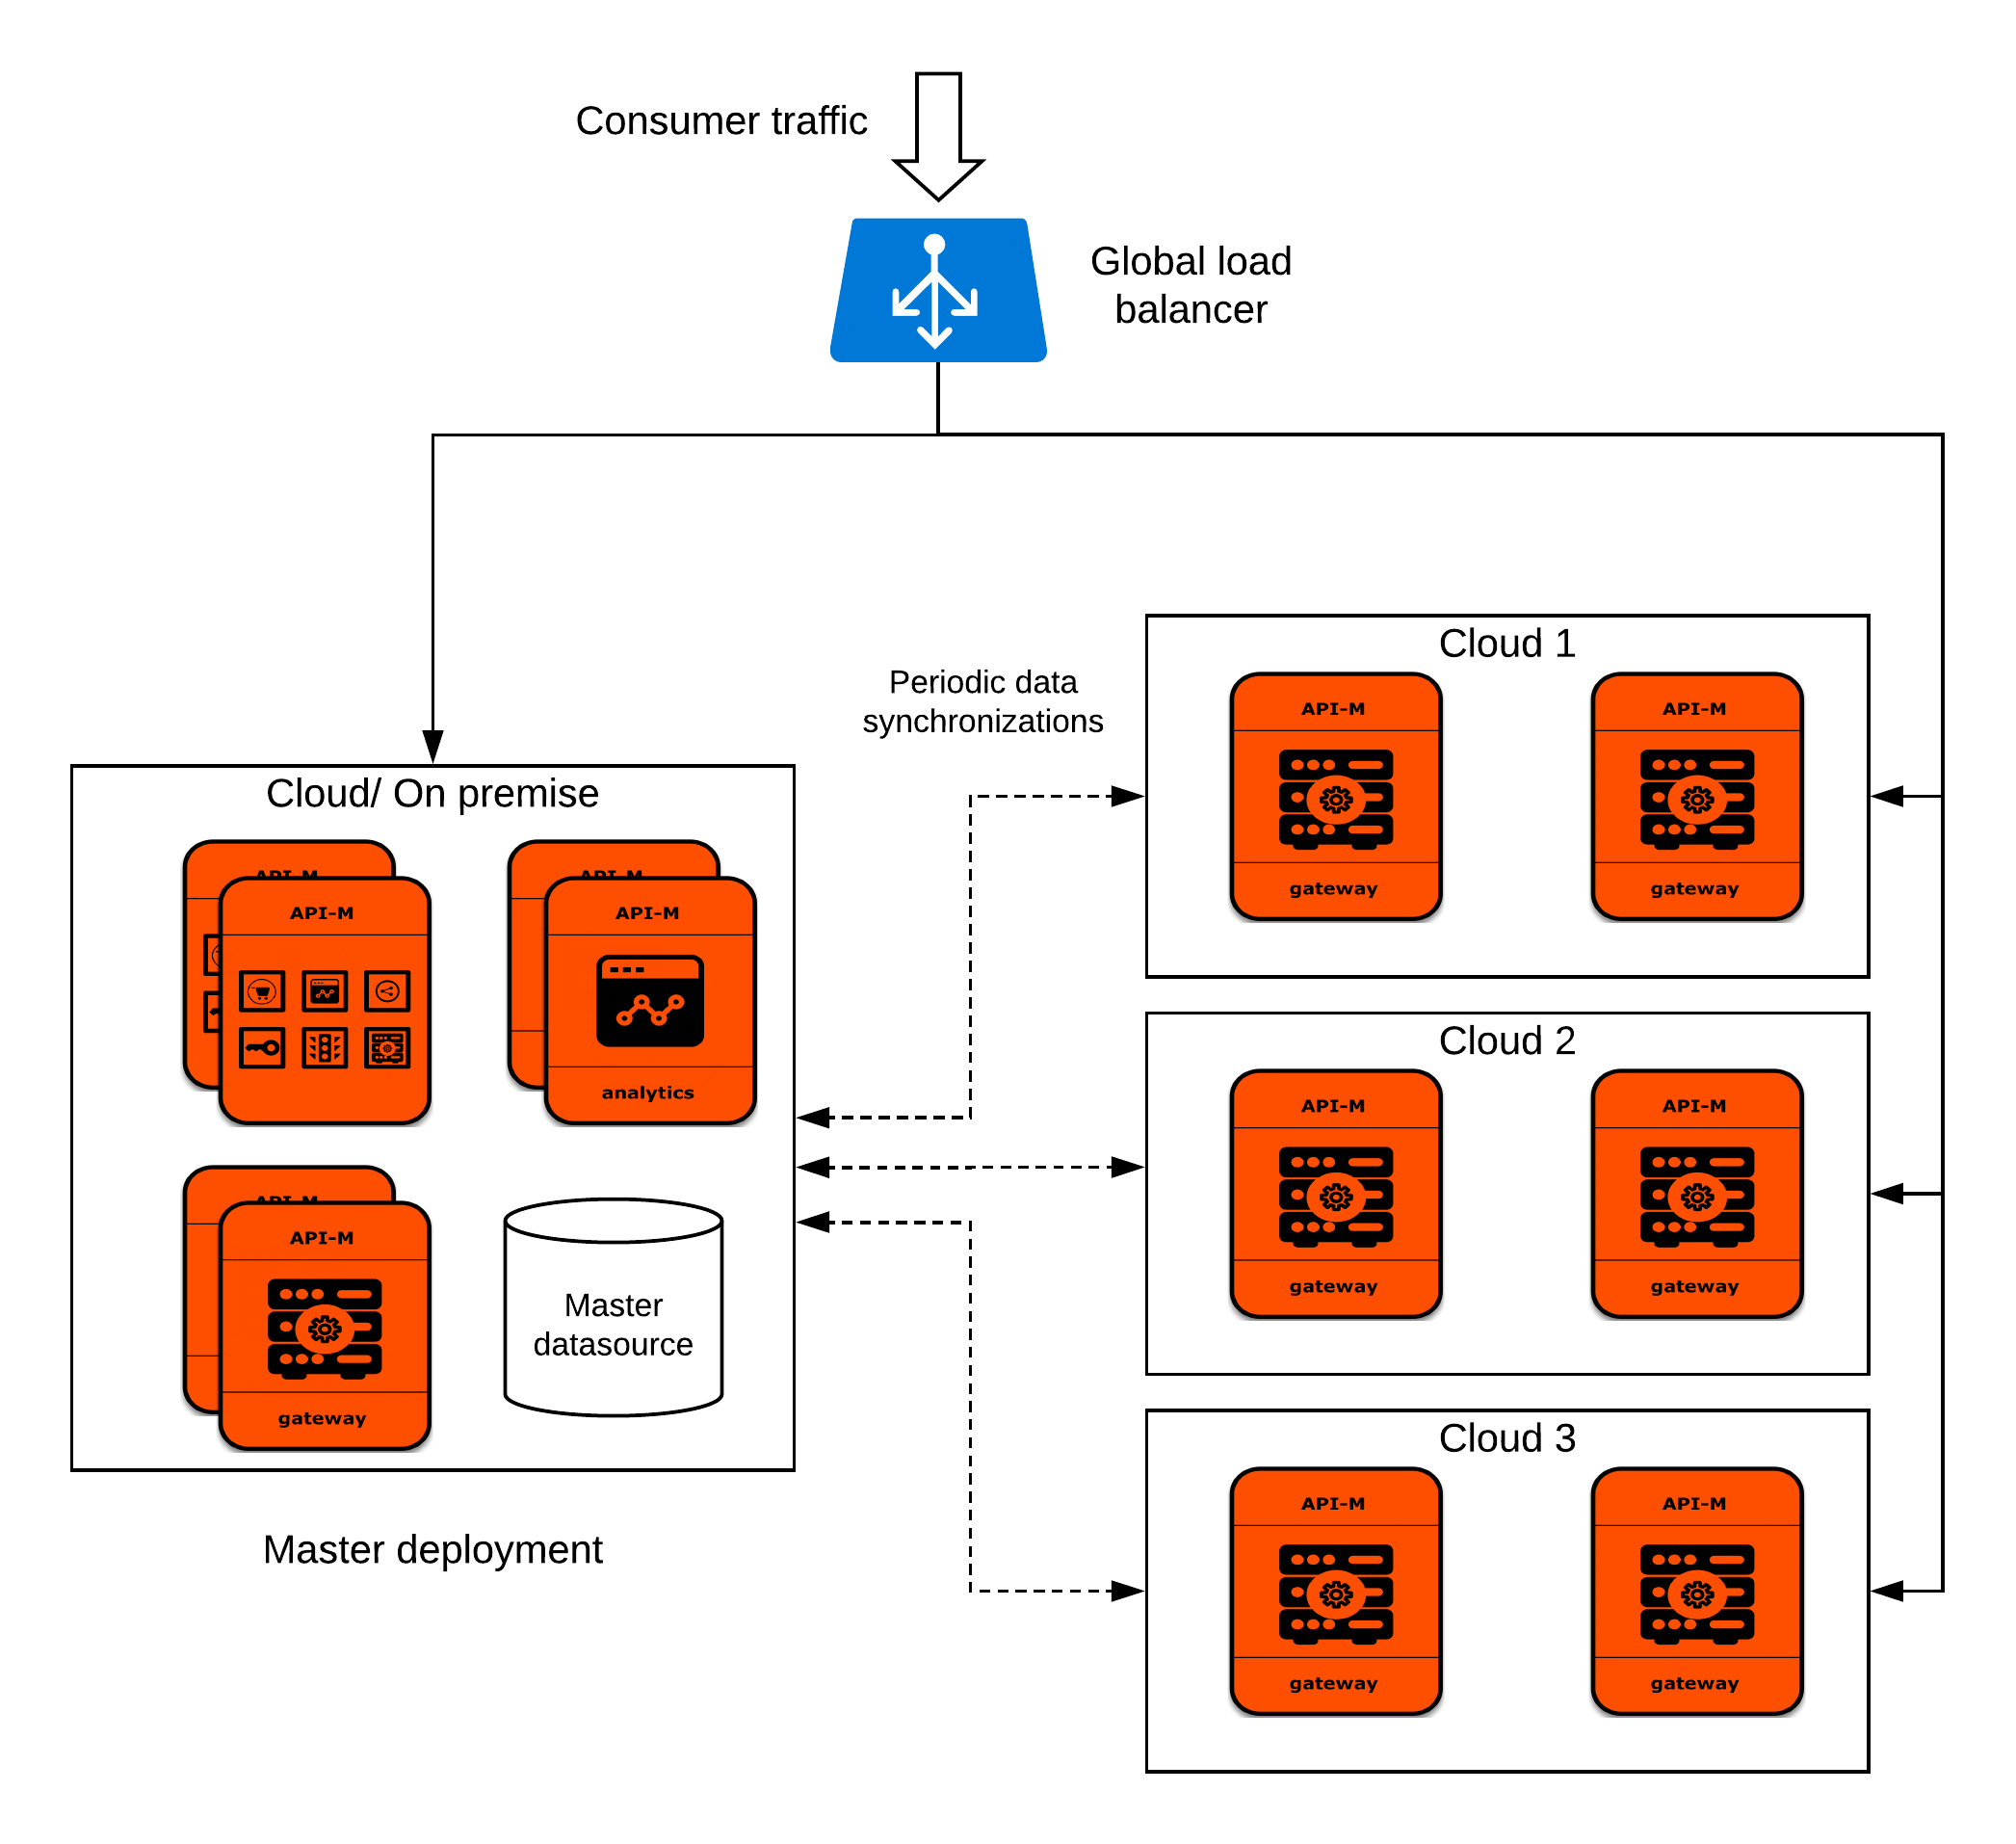 Consumer traffic
Global load
balancer
Periodic data
synchronizations
Cloud/ On premise
API-M
API-M
API-M
API-M
analytics
API-M
API-M
gateway
Master
datasource
Master deployment
Cloud 1
API-M
gateway
API-M
gateway
Cloud 2
API-M
gateway
API-M
gateway
Cloud 3
API-M
gateway
API-M
gateway